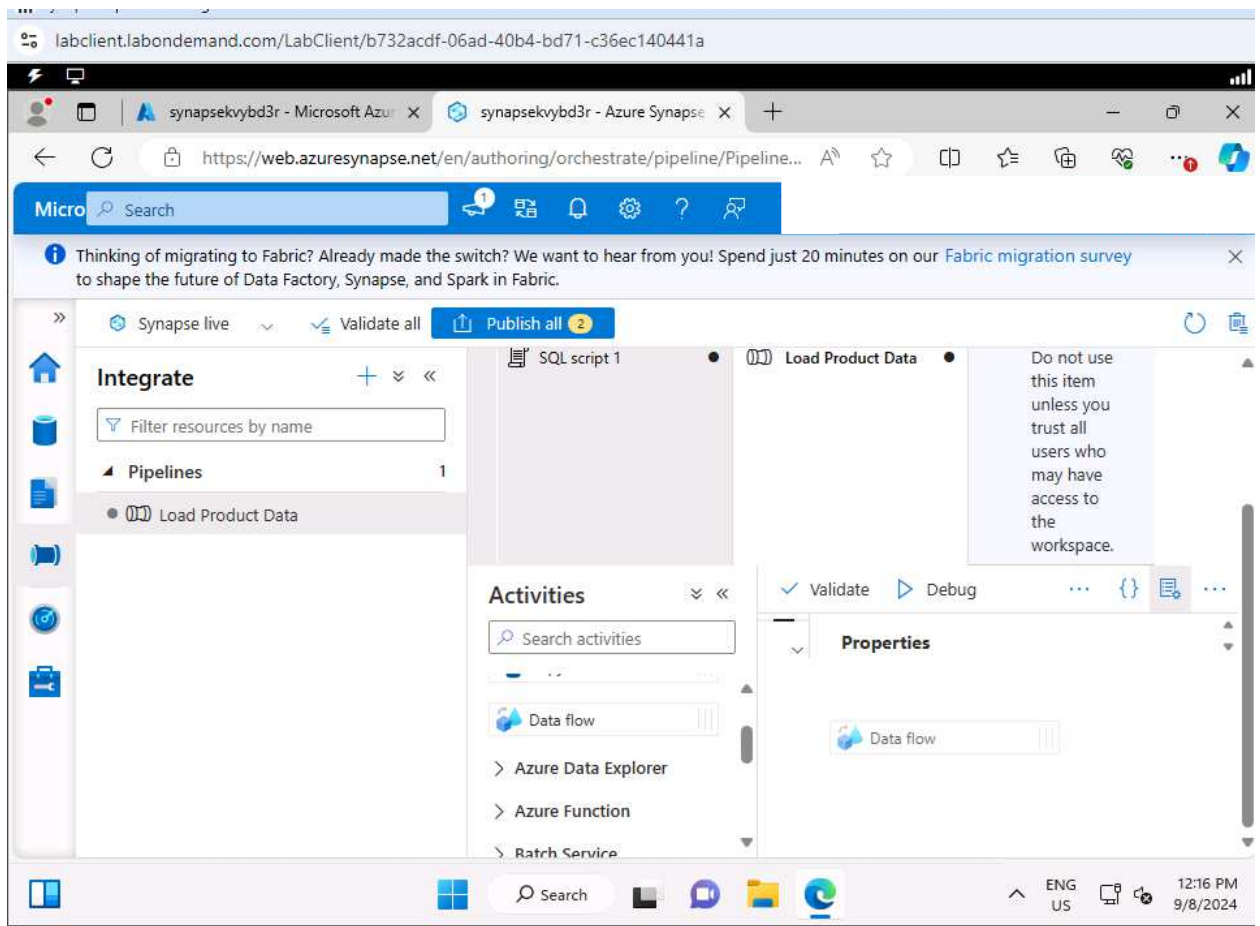 labclient.labondemand.com/LabClient/b732acdf-06ad-40b4-bd71-c36ec140441a
synapsekvybd3r - Microsoft Azur
synapsekvybd3r - Azure Synapse
https://web.azuresynapse.net/en/authoring/orchestrate/pipeline/Pipeline...
Micro
Search
1
Thinking of migrating to Fabric? Already made the switch? We want to hear from you! Spend just 20 minutes on our Fabric migration survey
to shape the future of Data Factory, Synapse, and Spark in Fabric.
Synapse live
Validate all
Publish all 2
Integrate
Filter resources by name
Pipelines 1
Load Product Data
SQL script 1
Load Product Data
Do not use
this item
unless you
trust all
users who
may have
access to
the
workspace.
Activities
Search activities
Data flow
Azure Data Explorer
Azure Function
Batch Service
Validate
Debug
Properties
Data flow
Search
ENG
US
12:16 PM
9/8/2024